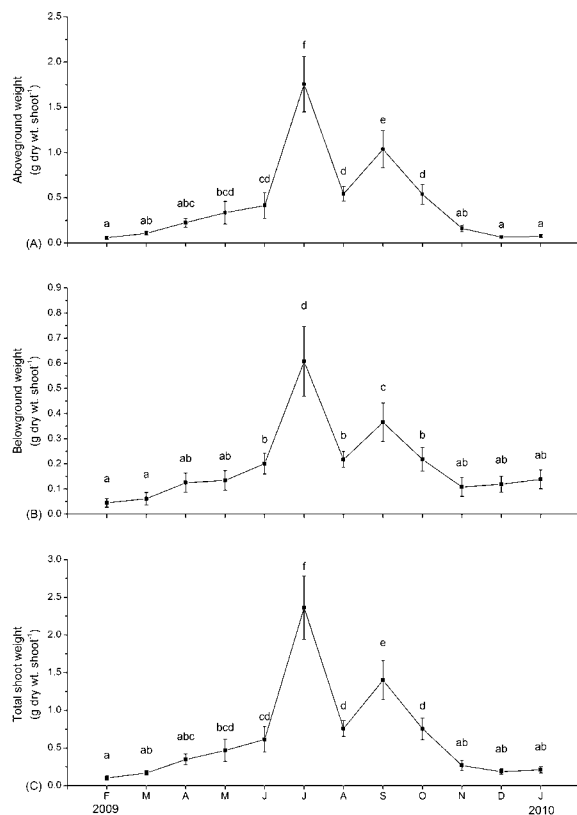 2.5
2.0
1.5
1.0
0.5
0.0
Aboveground weight
(g dry wt. shoot⁻¹)
(A)
a ab abc bcd cd f d e d ab a a
0.9
0.8
0.7
0.6
0.5
0.4
0.3
0.2
0.1
0.0
Belowground weight
(g dry wt. shoot⁻¹)
(B)
a a ab ab b d b c b ab ab ab
3.0
2.5
2.0
1.5
1.0
0.5
0.0
Total shoot weight
(g dry wt. shoot⁻¹)
(C)
a ab abc bcd cd f d e d ab ab ab
F M A M J J A S O N D J
2009 2010